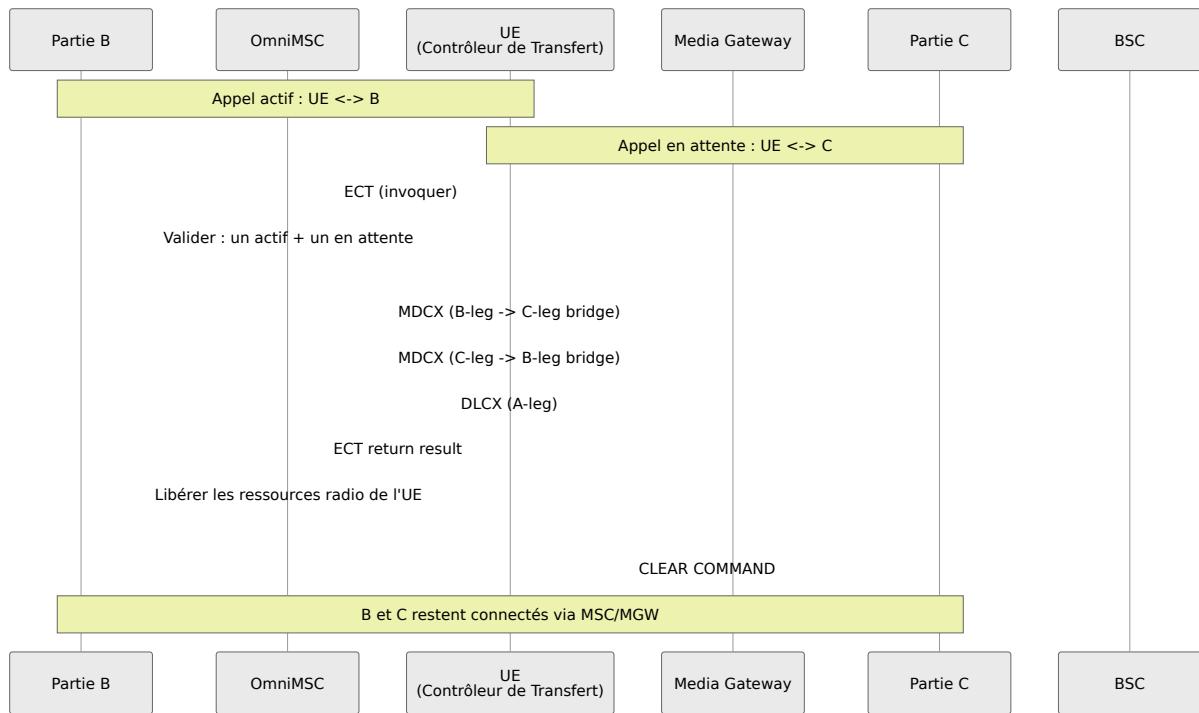 Partie B
OmniMSC
UE
(Contrôleur de Transfert)
Media Gateway
Partie C
BSC
Appel actif : UE <-> B
Appel en attente : UE <-> C
ECT (invoquer)
Valider : un actif + un en attente
MDCX (B-leg -> C-leg bridge)
MDCX (C-leg -> B-leg bridge)
DLCX (A-leg)
ECT return result
Libérer les ressources radio de l'UE
CLEAR COMMAND
B et C restent connectés via MSC/MGW
Partie B
OmniMSC
UE
(Contrôleur de Transfert)
Media Gateway
Partie C
BSC